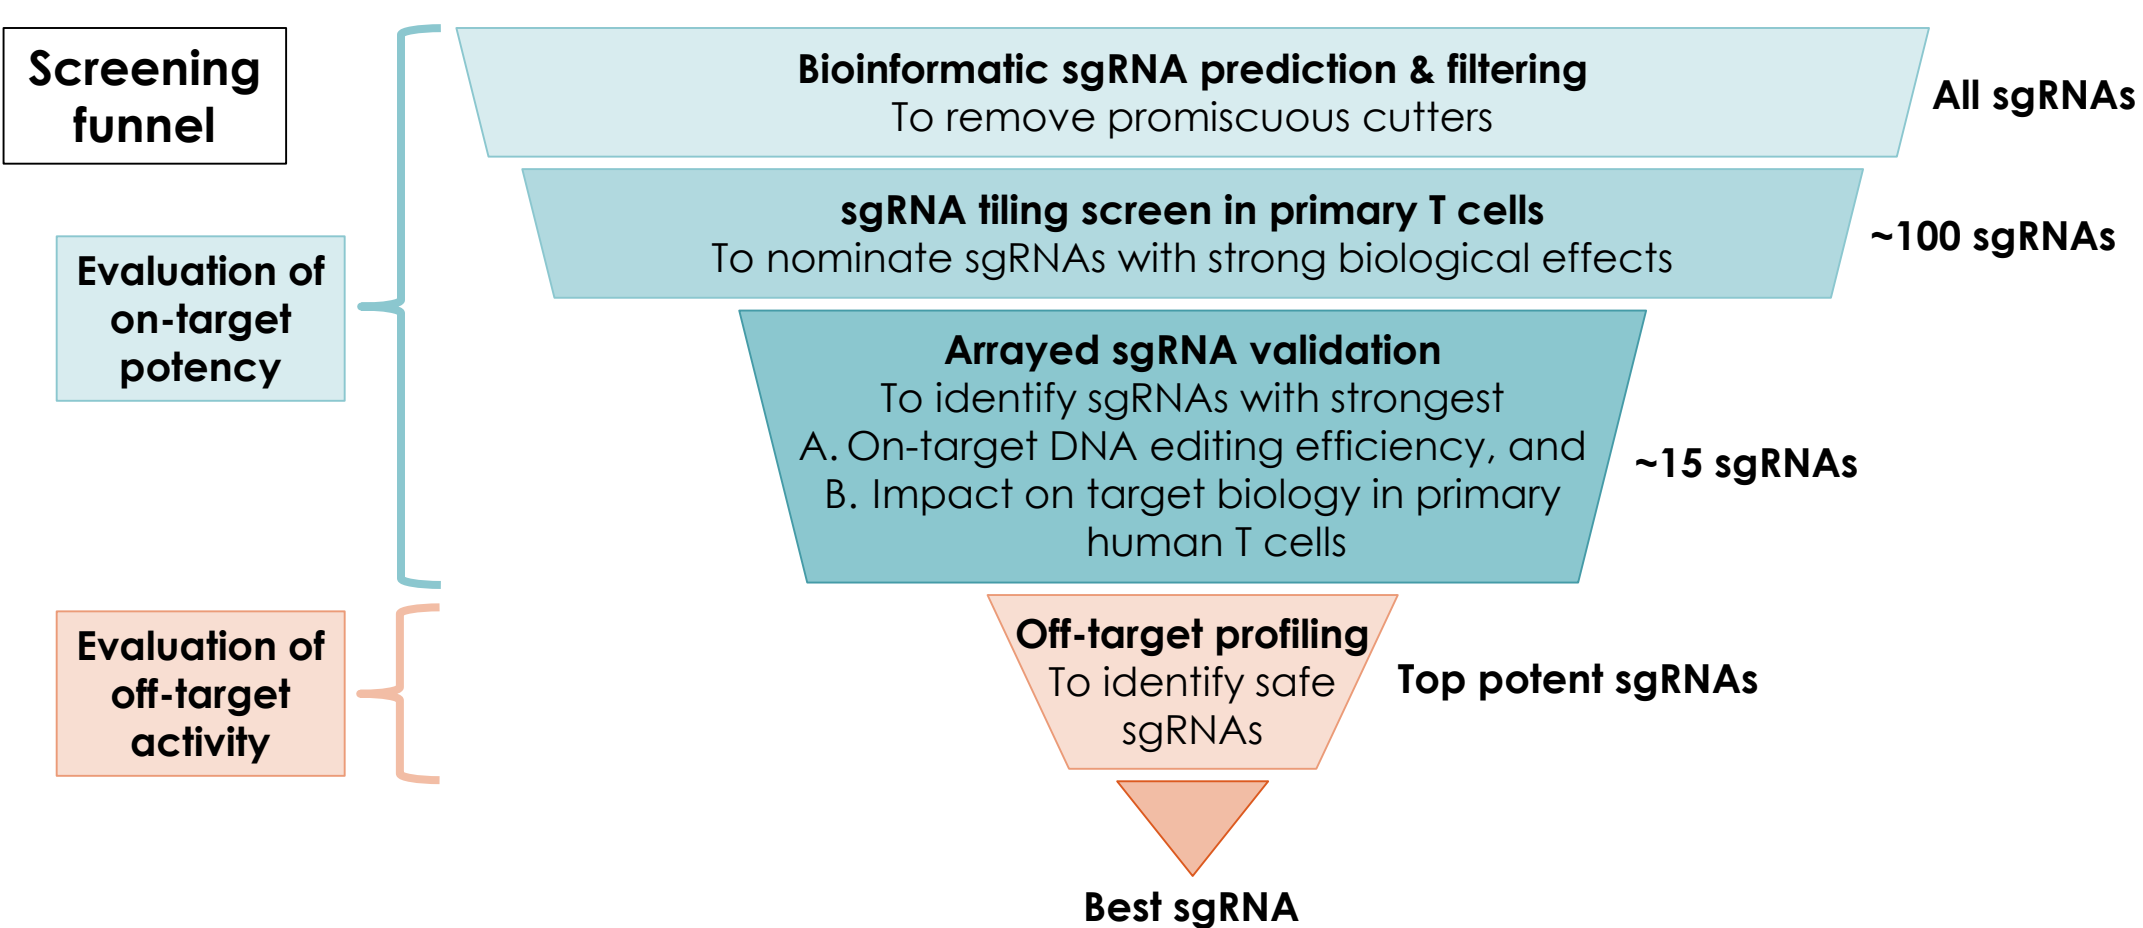 Screening
funnel
Bioinformatic sgRNA prediction & filtering
To remove promiscuous cutters
All sgRNAs
sgRNA tiling screen in primary T cells
To nominate sgRNAs with strong biological effects
~100 sgRNAs
Evaluation of
on-target
potency
Arrayed sgRNA validation
To identify sgRNAs with strongest
A. On-target DNA editing efficiency, and
B. Impact on target biology in primary
human T cells
~15 sgRNAs
Evaluation of
off-target
activity
Off-target profiling
To identify safe
sgRNAs
Top potent sgRNAs
Best sgRNA